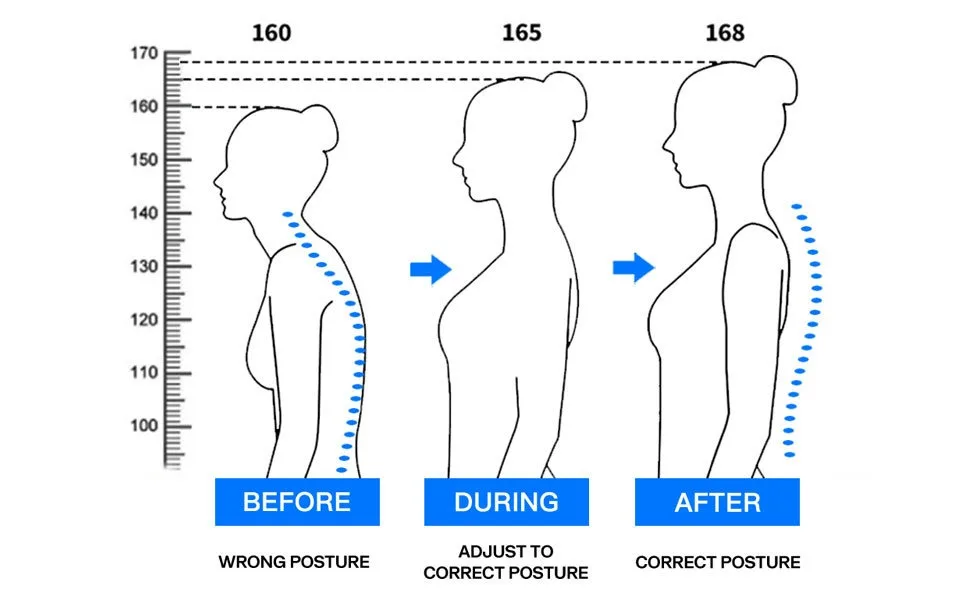 160
165
168
170
160
150
140
130
120
110
100
BEFORE
DURING
AFTER
WRONG POSTURE
ADJUST TO
CORRECT POSTURE
CORRECT POSTURE